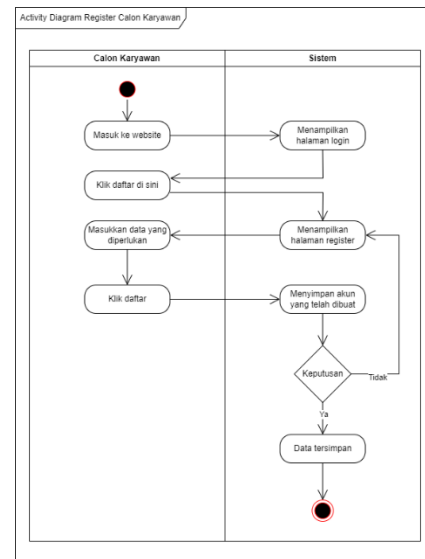 Activity Diagram Register Calon Karyawan
Calon Karyawan
Sistem
Masuk ke website
Menampilkan
halaman login
Klik daftar di sini
Masukkan data yang
diperlukan
Menampilkan
halaman register
Klik daftar
Menyimpan akun
yang telah dibuat
Keputusan
Tidak
Ya
Data tersimpan